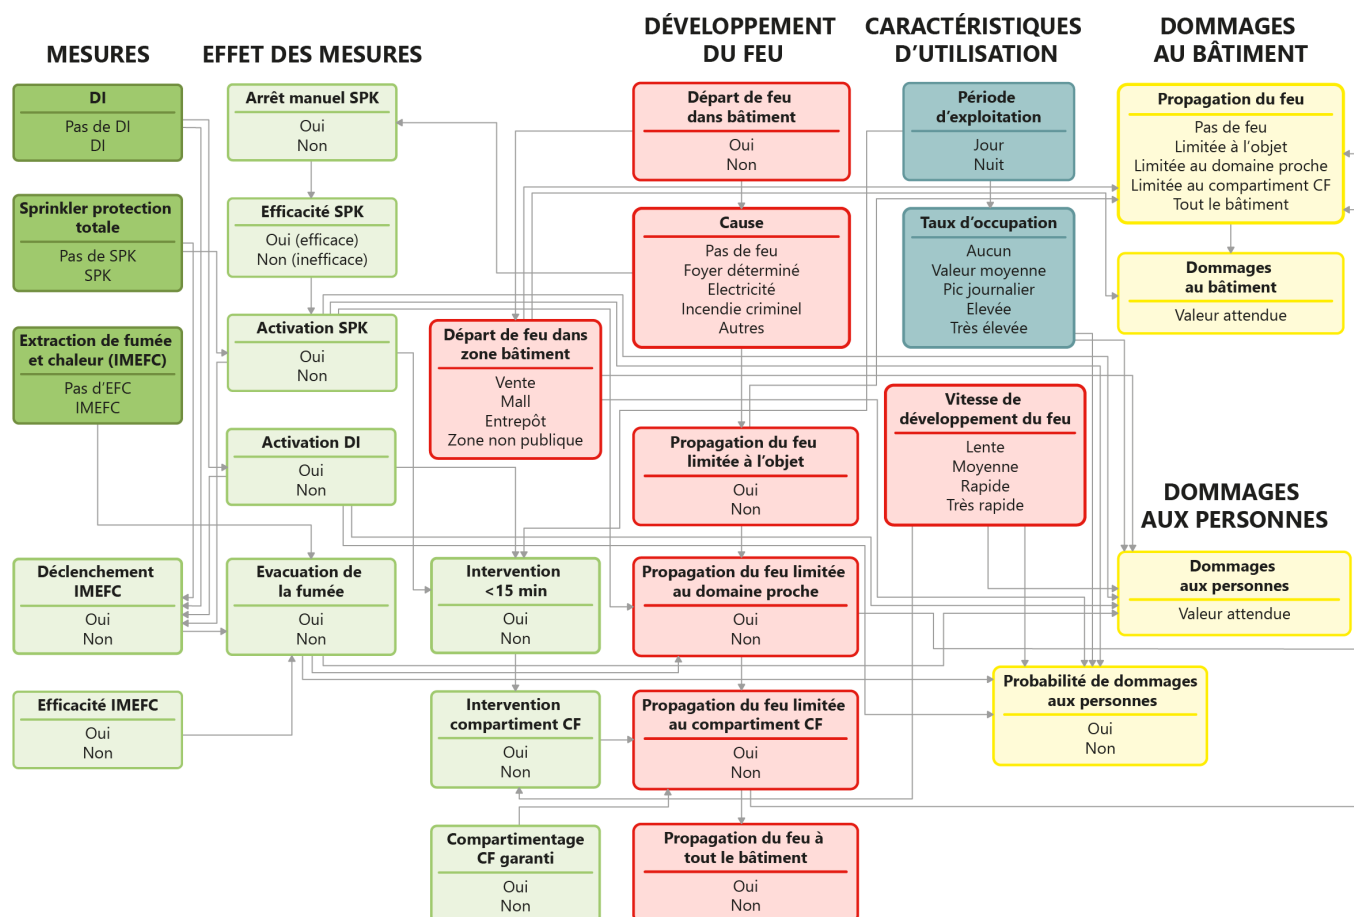 MESURES
EFFET DES MESURES
DÉVELOPPEMENT
DU FEU
CARACTÉRISTIQUES
D’UTILISATION
DOMMAGES
AU BÂTIMENT
DI
Pas de DI
DI
Sprinkler protection
totale
Pas de SPK
SPK
Extraction de fumée
et chaleur (IMEFC)
Pas d’EFC
IMEFC
Déclenchement
IMEFC
Oui
Non
Efficacité IMEFC
Oui
Non
Arrêt manuel SPK
Oui
Non
Efficacité SPK
Oui (efficace)
Non (inefficace)
Activation SPK
Oui
Non
Activation DI
Oui
Non
Evacuation de
la fumée
Oui
Non
Départ de feu dans
zone bâtiment
Vente
Mall
Entrepôt
Zone non publique
Intervention
<15 min
Oui
Non
Intervention
compartiment CF
Oui
Non
Compartimentage
CF garanti
Oui
Non
Départ de feu
dans bâtiment
Oui
Non
Cause
Pas de feu
Foyer déterminé
Electricité
Incendie criminel
Autres
Propagation du feu
limitée à l’objet
Oui
Non
Propagation du feu limitée
au domaine proche
Oui
Non
Propagation du feu limitée
au compartiment CF
Oui
Non
Propagation du feu à
tout le bâtiment
Oui
Non
Période
d’exploitation
Jour
Nuit
Taux d’occupation
Aucun
Valeur moyenne
Pic journalier
Elevée
Très élevée
Vitesse de
développement du feu
Lente
Moyenne
Rapide
Très rapide
Propagation du feu
Pas de feu
Limitée à l’objet
Limitée au domaine proche
Limitée au compartiment CF
Tout le bâtiment
Dommages
au bâtiment
Valeur attendue
DOMMAGES
AUX PERSONNES
Dommages
aux personnes
Valeur attendue
Probabilité de dommages
aux personnes
Oui
Non